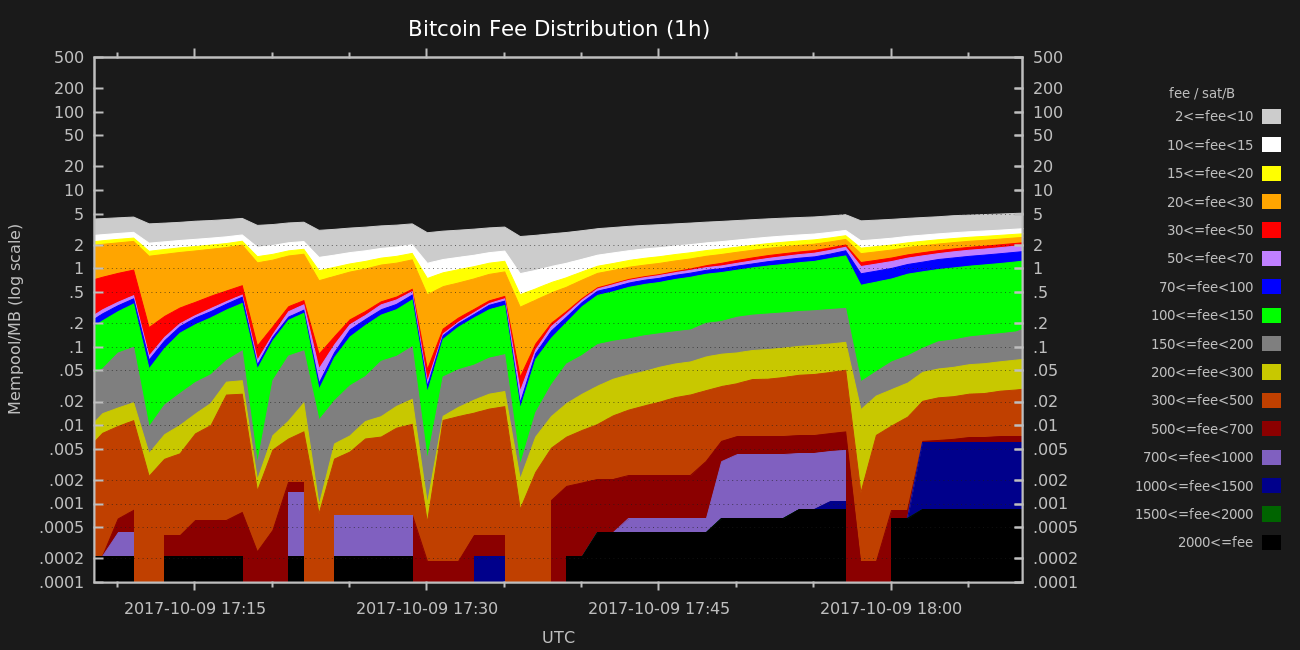 Bitcoin Fee Distribution (1h)
500 500
200 200
100 100
50 50
20 20
10 10
5 5
2 2
1 1
.5 .5
.2 .2
.1 .1
.05 .05
.02 .02
.01 .01
.005 .005
.002 .002
.001 .001
.0005 .0005
.0002 .0002
.0001 .0001
Mempool/MB (log scale)
2017-10-09 17:15 2017-10-09 17:30 2017-10-09 17:45 2017-10-09 18:00
UTC
fee / sat/B
2<=fee<10
10<=fee<15
15<=fee<20
20<=fee<30
30<=fee<50
50<=fee<70
70<=fee<100
100<=fee<150
150<=fee<200
200<=fee<300
300<=fee<500
500<=fee<700
700<=fee<1000
1000<=fee<1500
1500<=fee<2000
2000<=fee